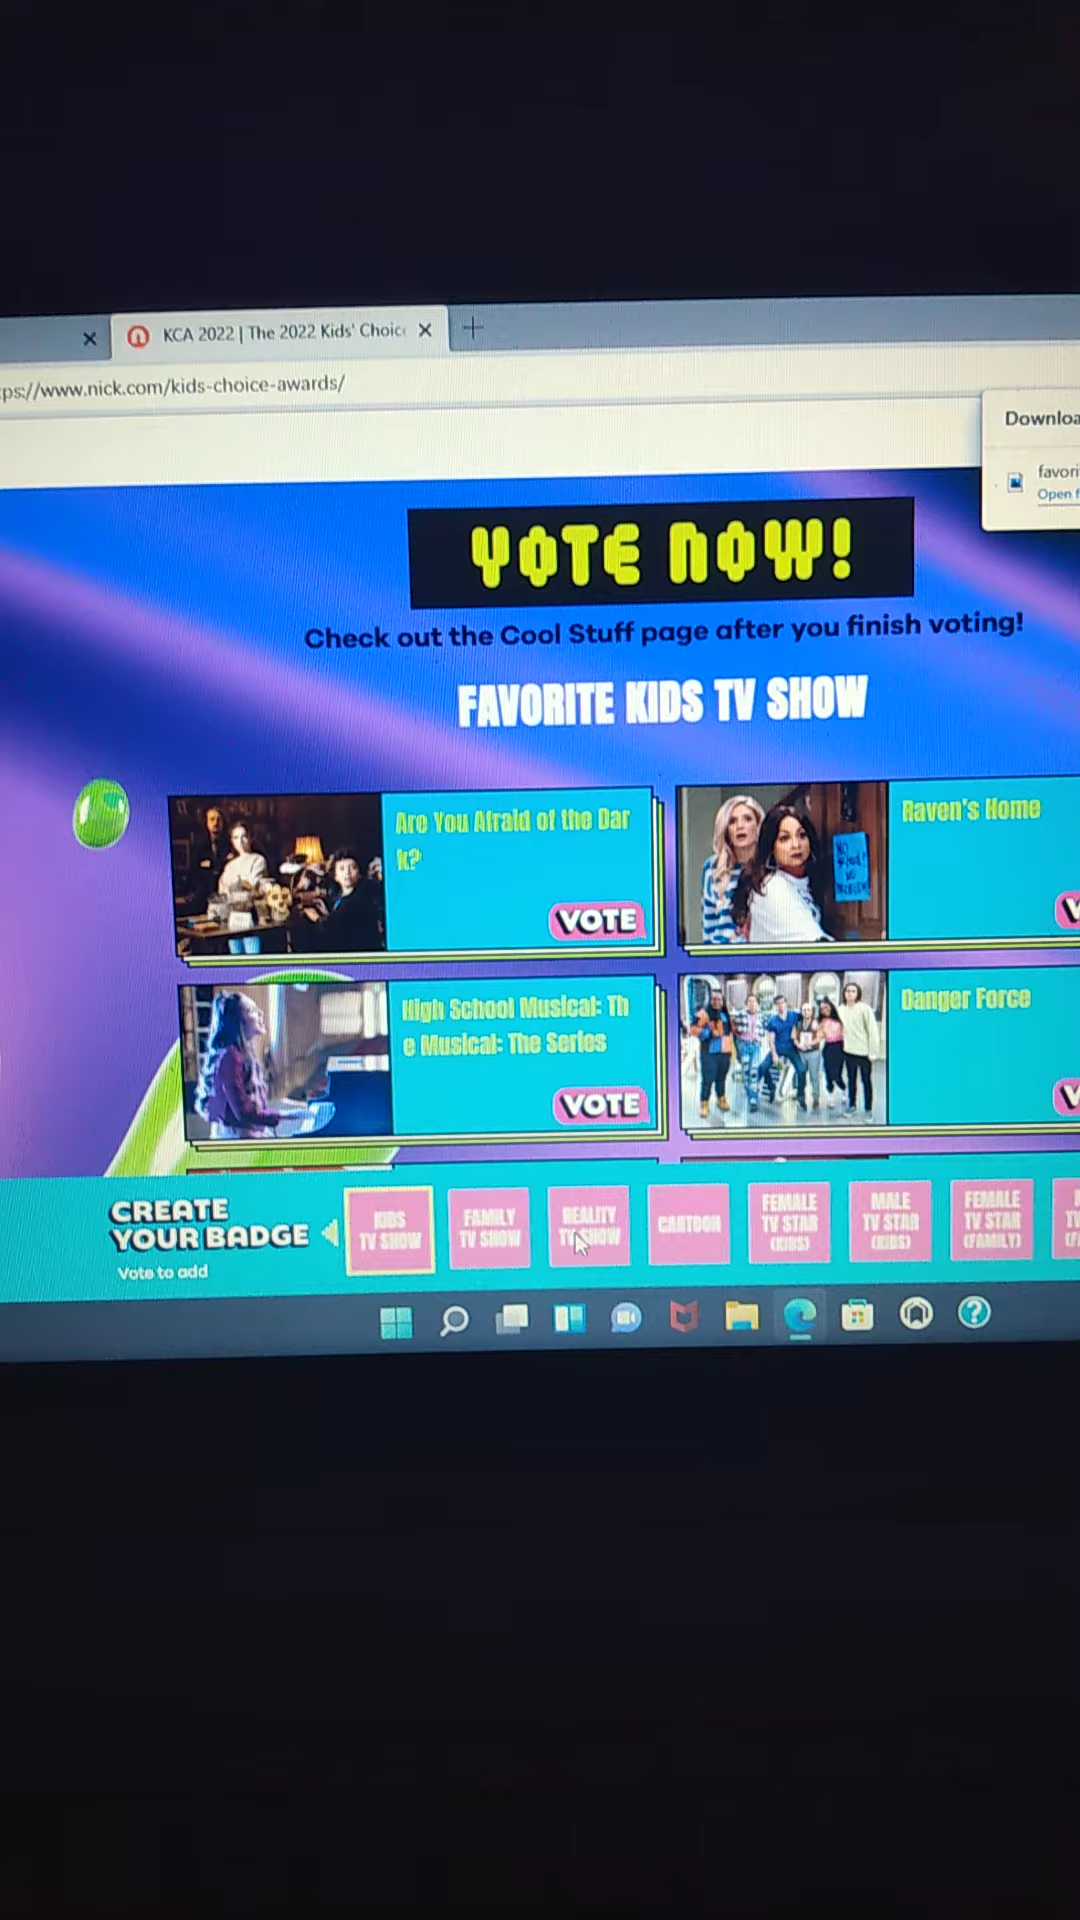 KCA 2022 | The 2022 Kids' Choic
ps://www.nick.com/kids-choice-awards/
Downloa
favori
Open f
VOTE NOW!
Check out the Cool Stuff page after you finish voting!
FAVORITE KIDS TV SHOW
Are You Afraid of the Dar
k?
VOTE
Raven's Home
V
NO
High School Musical: Th
e Musical: The Series
VOTE
Danger Force
V
CREATE
YOUR BADGE
Vote to add
KIDS
TV SHOW
FAMILY
TV SHOW
REALITY
TV SHOW
CARTOON
FEMALE
TV STAR
(KIDS)
MALE
TV STAR
(KIDS)
FEMALE
TV STAR
(FAMILY)